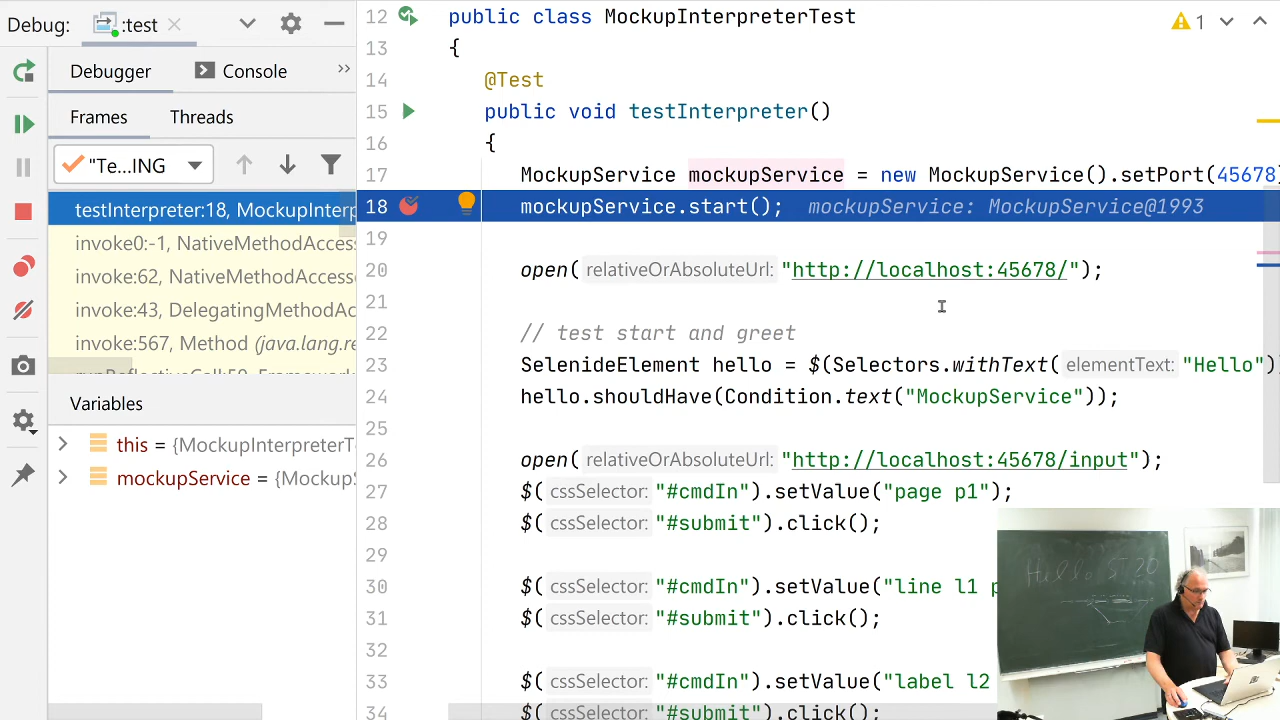 Debug: :test
Debugger Console
Frames Threads
"Te...ING
testInterpreter:18, MockupInterp
invoke0:-1, NativeMethodAccess
invoke:62, NativeMethodAccess
invoke:43, DelegatingMethodAc
invoke:567, Method (java.lang.re
Variables
this = {MockupInterpreterT
mockupService = {MockupS
1
12 public class MockupInterpreterTest
13 {
14 @Test
15 public void testInterpreter()
16 {
17 MockupService mockupService = new MockupService().setPort(45678
18 mockupService.start(); mockupService: MockupService@1993
19
20 open( relativeOrAbsoluteUrl: "http://localhost:45678/");
21
22 // test start and greet
23 SelenideElement hello = $(Selectors.withText( elementText: "Hello")
24 hello.shouldHave(Condition.text("MockupService"));
25
26 open( relativeOrAbsoluteUrl: "http://localhost:45678/input");
27 $( cssSelector: "#cmdIn").setValue("page p1");
28 $( cssSelector: "#submit").click();
29
30 $( cssSelector: "#cmdIn").setValue("line l1 p
31 $( cssSelector: "#submit").click();
32
33 $( cssSelector: "#cmdIn").setValue("label l2
34 $( cssSelector: "#submit").click();
Hello ST 20